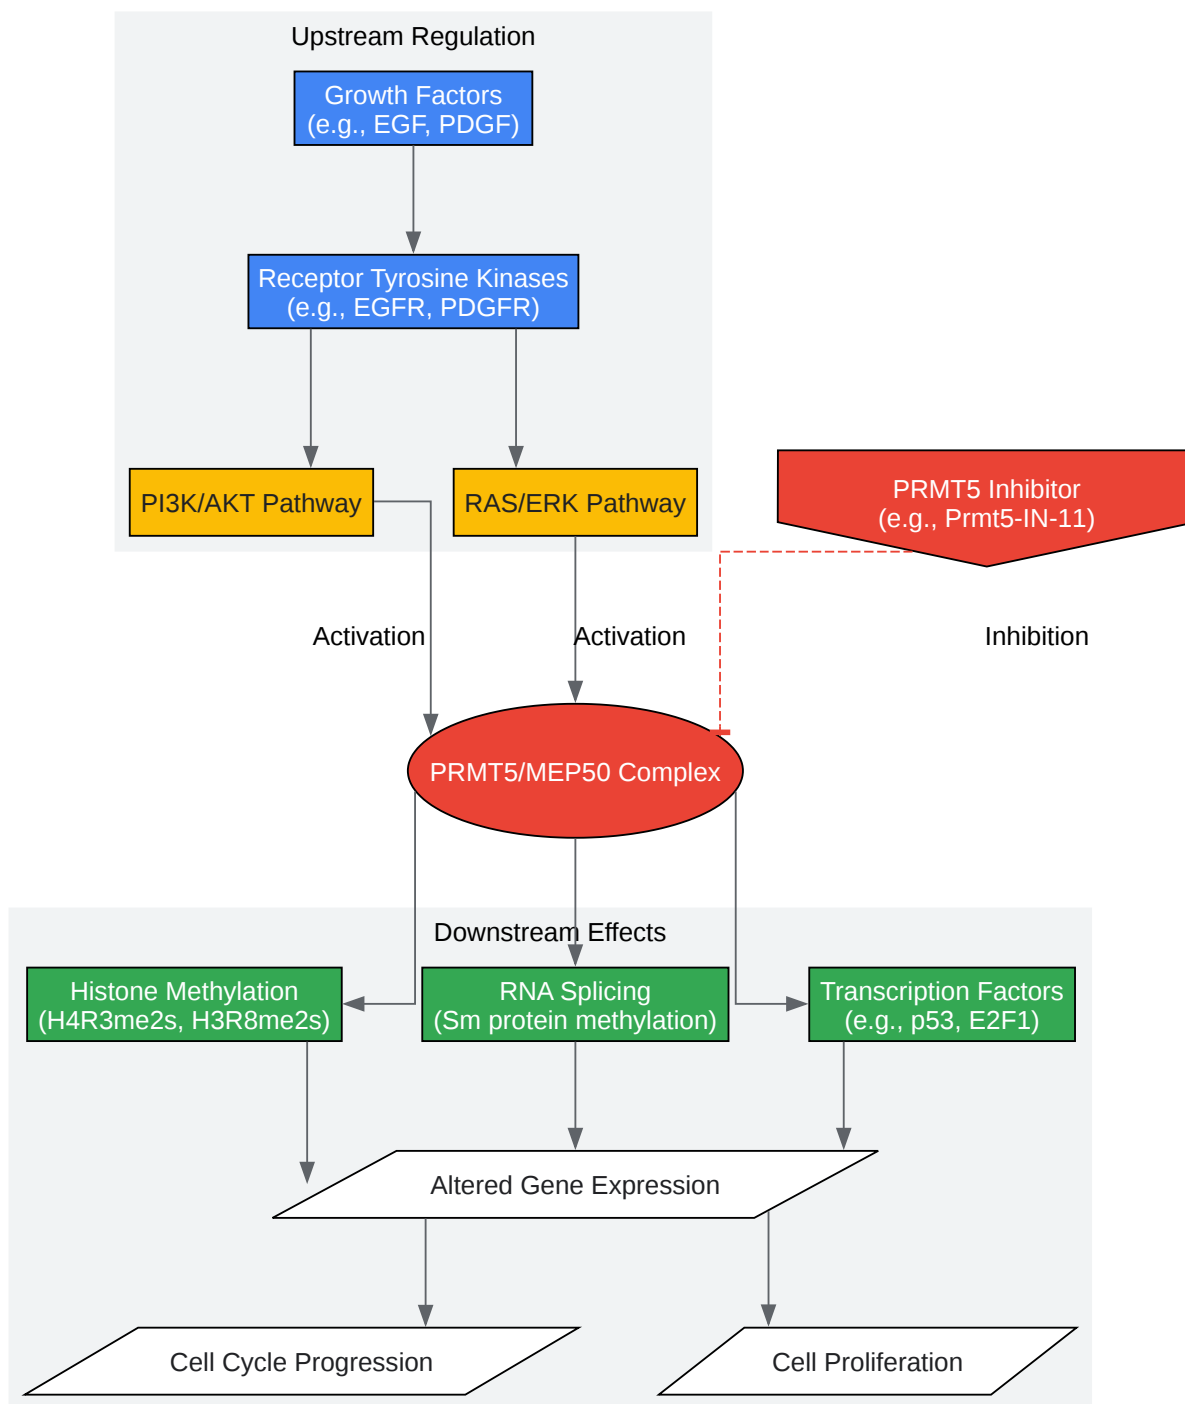 Upstream Regulation
Growth Factors
(e.g., EGF, PDGF)
Receptor Tyrosine Kinases
(e.g., EGFR, PDGFR)
PI3K/AKT Pathway
RAS/ERK Pathway
PRMT5 Inhibitor
(e.g., Prmt5-IN-11)
Activation
Activation
Inhibition
PRMT5/MEP50 Complex
Downstream Effects
Histone Methylation
(H4R3me2s, H3R8me2s)
RNA Splicing
(Sm protein methylation)
Transcription Factors
(e.g., p53, E2F1)
Altered Gene Expression
Cell Cycle Progression
Cell Proliferation